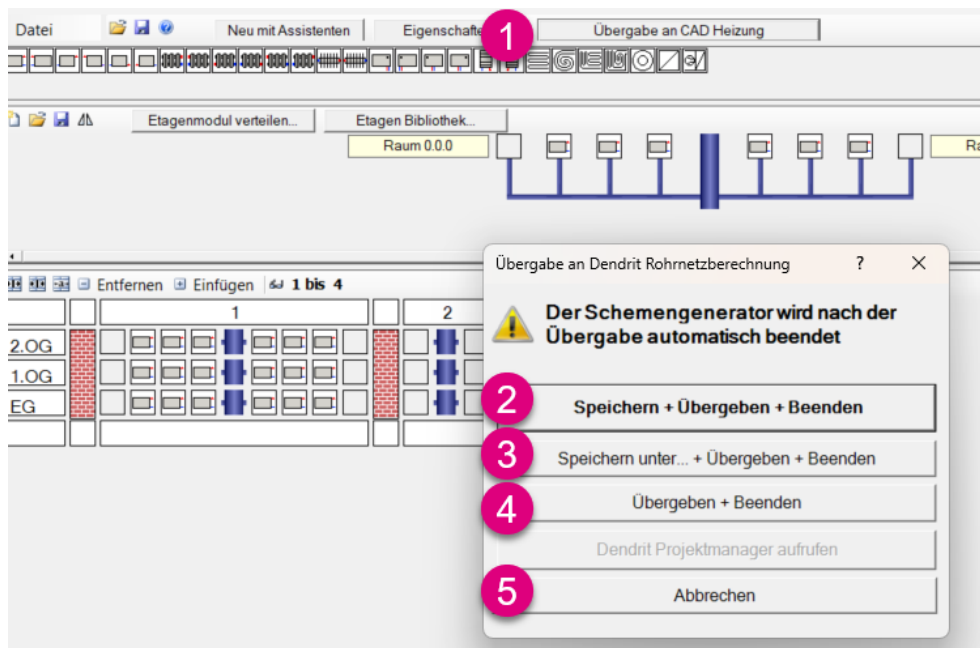 Datei Neu mit Assistenten Eigenschafte 1 Übergabe an CAD Heizung
Etagenmodul verteilen... Etagen Bibliothek...
Raum 0.0.0 Ra
Entfernen Einfügen 1 bis 4
1 2
2.OG
1.OG
EG
Übergabe an Dendrit Rohrnetzberechnung ?
Der Schemengenerator wird nach der
Übergabe automatisch beendet
2 Speichern + Übergeben + Beenden
3 Speichern unter... + Übergeben + Beenden
4 Übergeben + Beenden
Dendrit Projektmanager aufrufen
5 Abbrechen